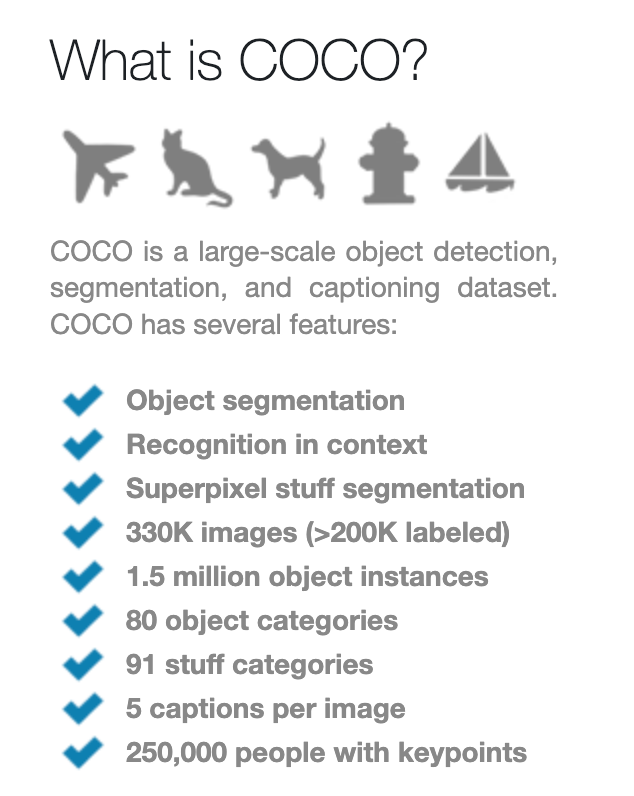 What is COCO?
COCO is a large-scale object detection,
segmentation, and captioning dataset.
COCO has several features:
Object segmentation
Recognition in context
Superpixel stuff segmentation
330K images (>200K labeled)
1.5 million object instances
80 object categories
91 stuff categories
5 captions per image
250,000 people with keypoints